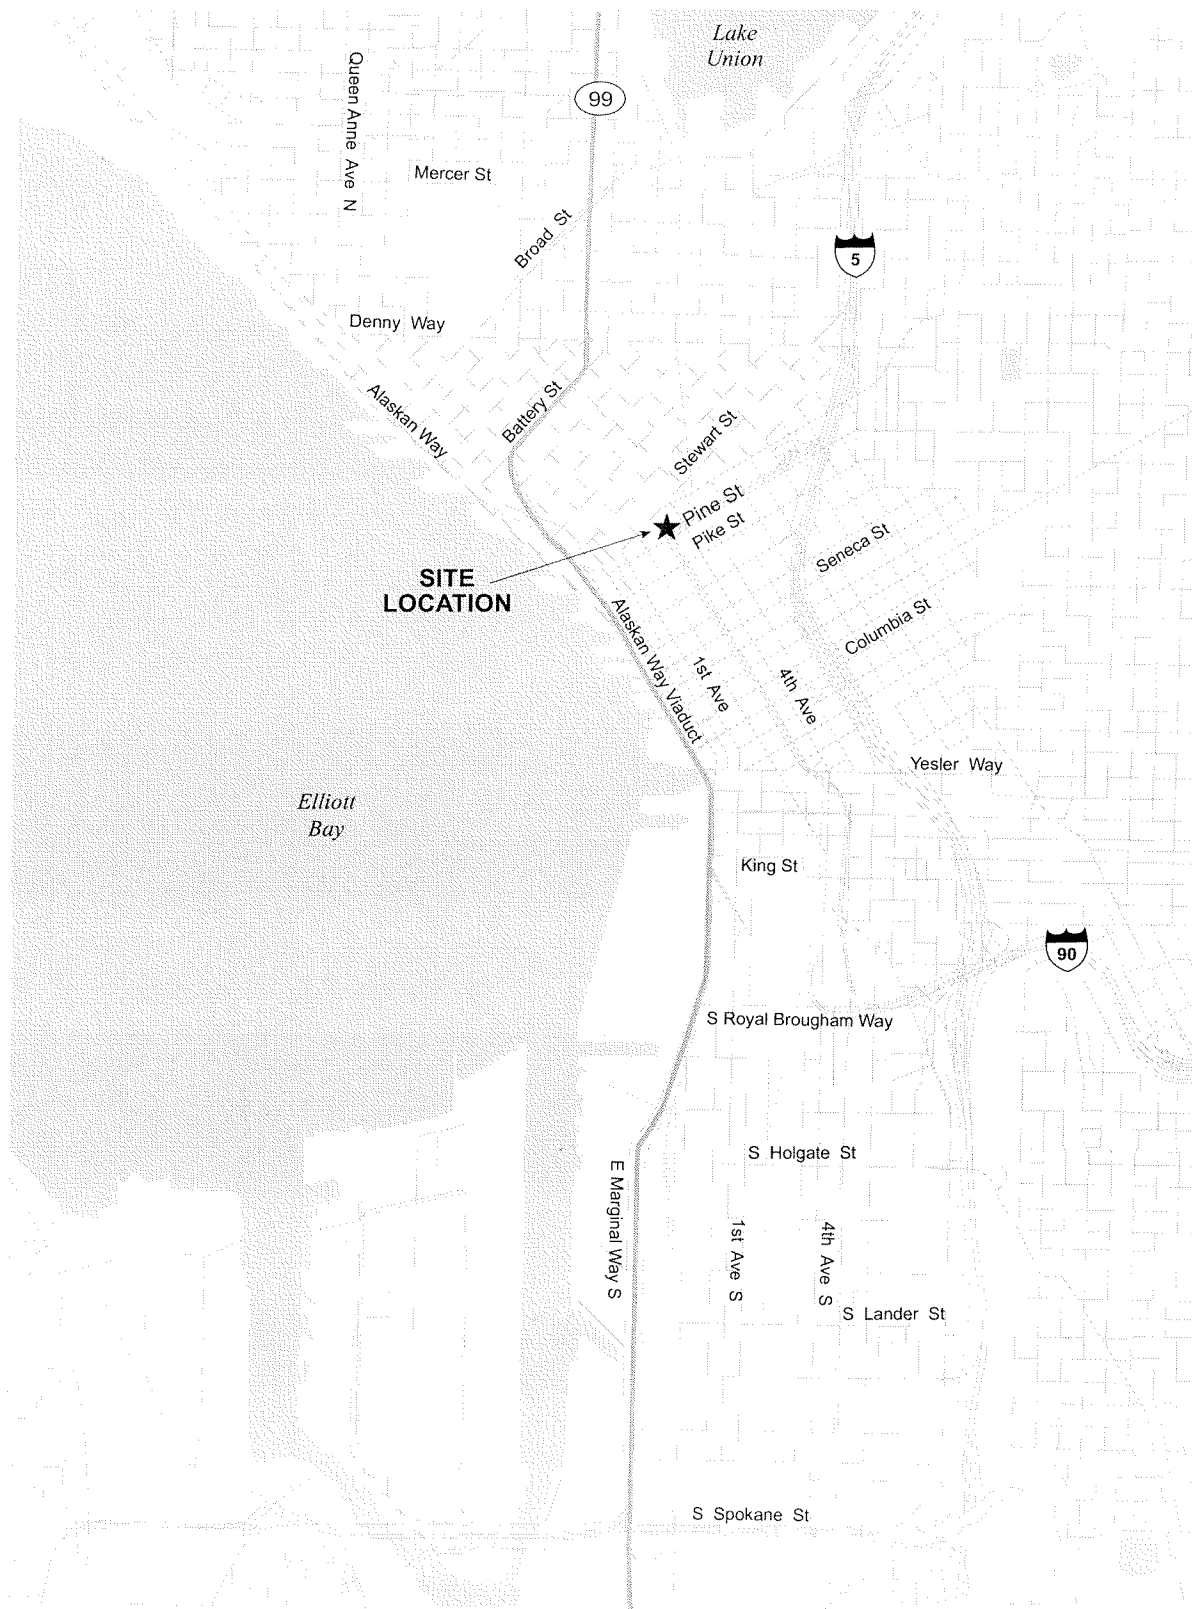 Lake
Union
Queen Anne Ave N
99
Mercer St
Broad St
5
Denny Way
Alaskan Way
Battery St
Stewart St
Pine St
Pike St
Seneca St
SITE
LOCATION
Columbia St
Alaskan Way Viaduct
1st Ave
4th Ave
Yesler Way
Elliott
Bay
King St
90
S Royal Brougham Way
S Holgate St
E Marginal Way S
1st Ave S
4th Ave S
S Lander St
S Spokane St